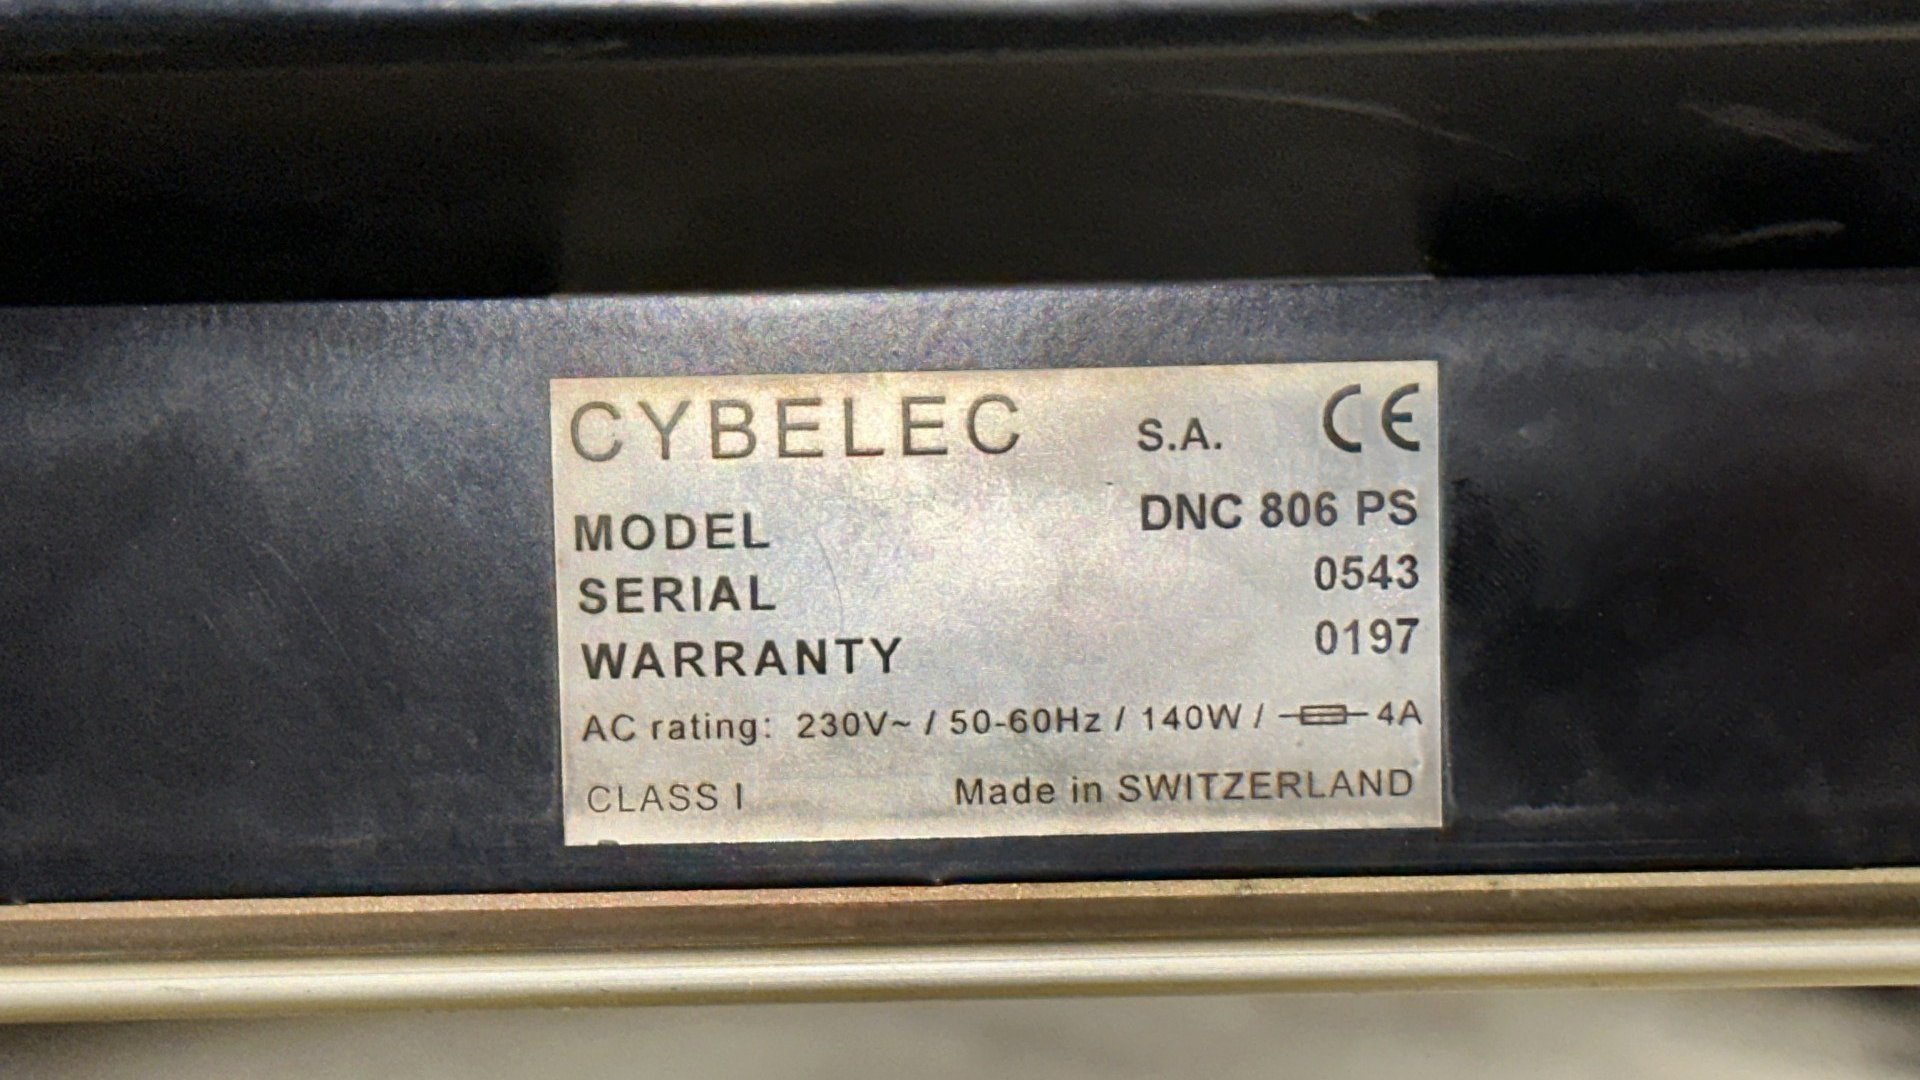 CYBELEC S.A. CE
MODEL DNC 806 PS
SERIAL 0543
WARRANTY 0197
AC rating: 230V~ / 50-60Hz / 140W / 4A
CLASS I Made in SWITZERLAND